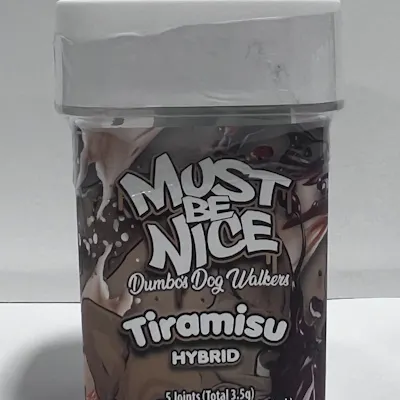 MUST
BE
NICE
Dumbo's Dog Walkers
Tiramisu
HYBRID
5 Joints (Total 3.5g)